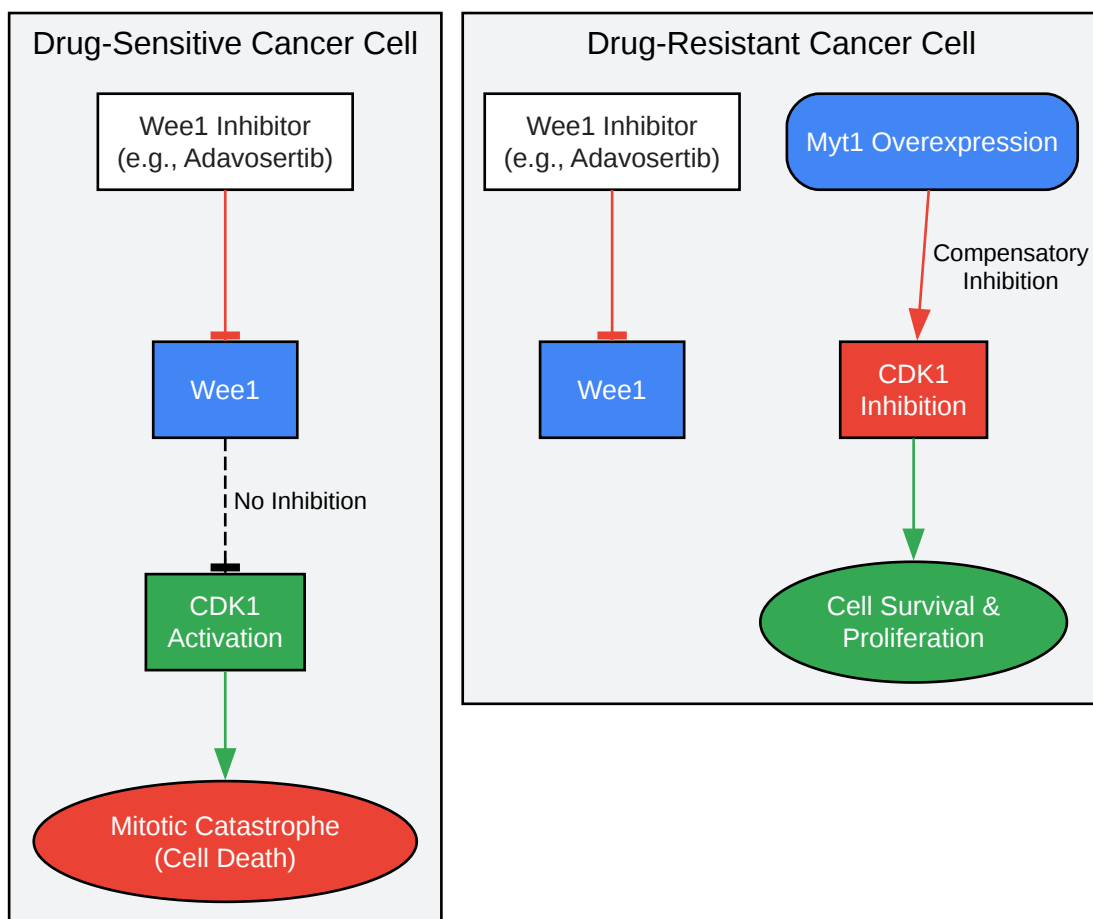 Drug-Sensitive Cancer Cell
Wee1 Inhibitor
(e.g., Adavosertib)
Wee1
No Inhibition
CDK1
Activation
Mitotic Catastrophe
(Cell Death)
Drug-Resistant Cancer Cell
Wee1 Inhibitor
(e.g., Adavosertib)
Wee1
Myt1 Overexpression
Compensatory
Inhibition
CDK1
Inhibition
Cell Survival &
Proliferation